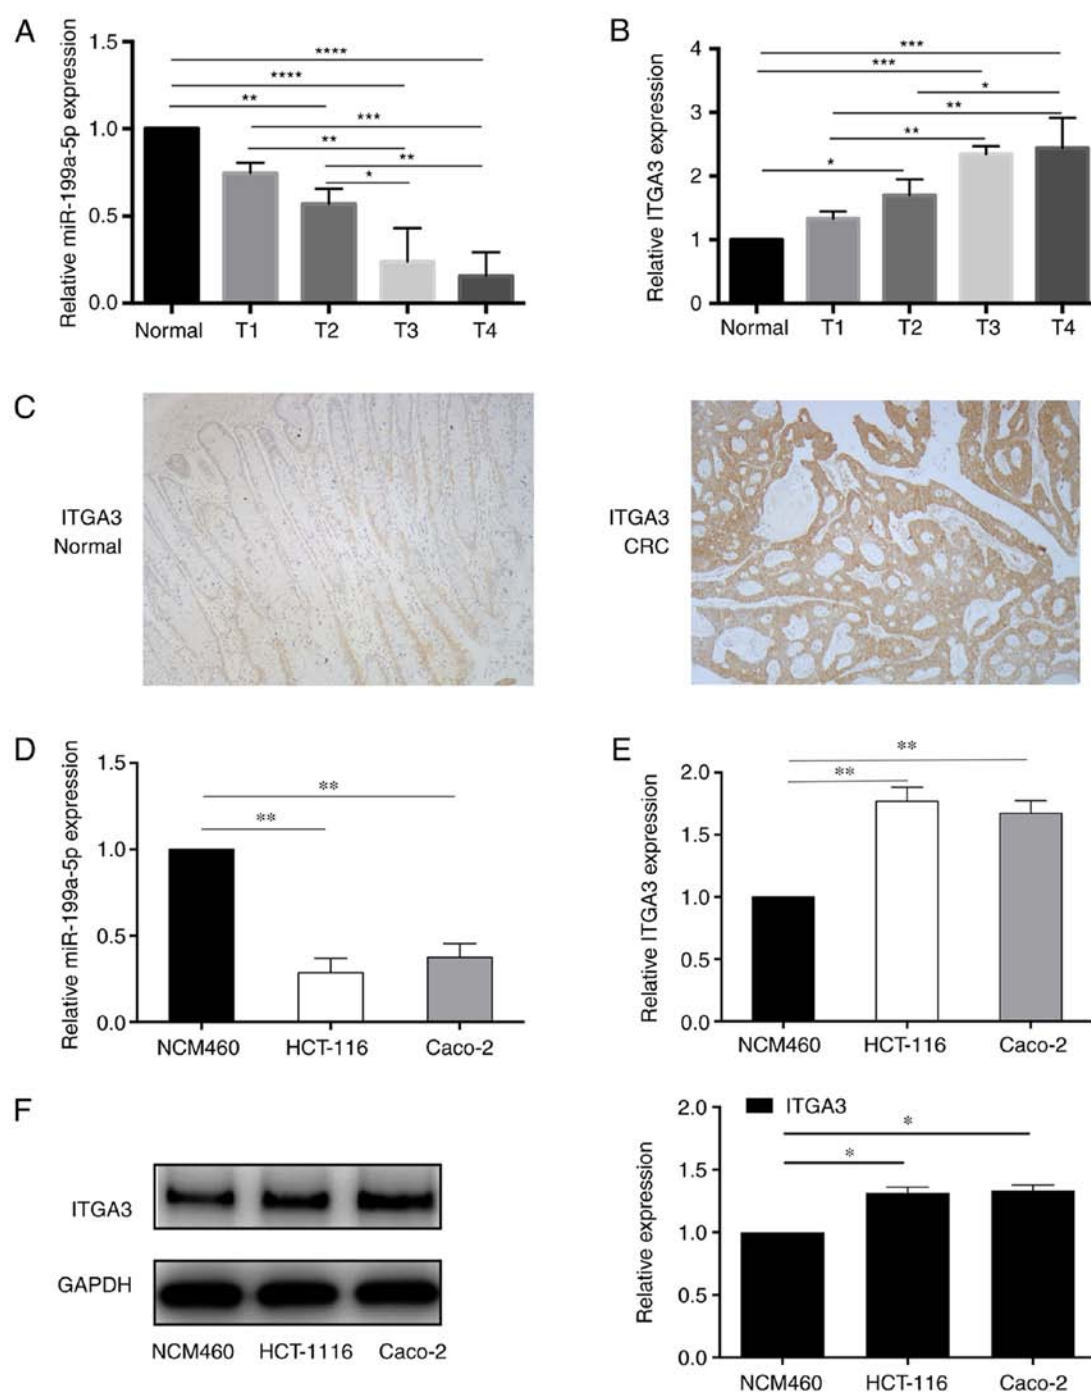 A
Relative miR-199a-5p expression
1.5
1.0
0.5
0.0
****
****
**
***
**
**
*
Normal T1 T2 T3 T4
B
Relative ITGA3 expression
4
3
2
1
0
***
***
*
**
**
*
Normal T1 T2 T3 T4
C
ITGA3
Normal
ITGA3
CRC
D
Relative miR-199a-5p expression
1.5
1.0
0.5
0.0
**
**
NCM460 HCT-116 Caco-2
E
Relative ITGA3 expression
2.0
1.5
1.0
0.5
0.0
**
**
NCM460 HCT-116 Caco-2
F
ITGA3
GAPDH
NCM460 HCT-1116 Caco-2
ITGA3
Relative expression
2.0
1.5
1.0
0.5
0.0
*
*
NCM460 HCT-116 Caco-2